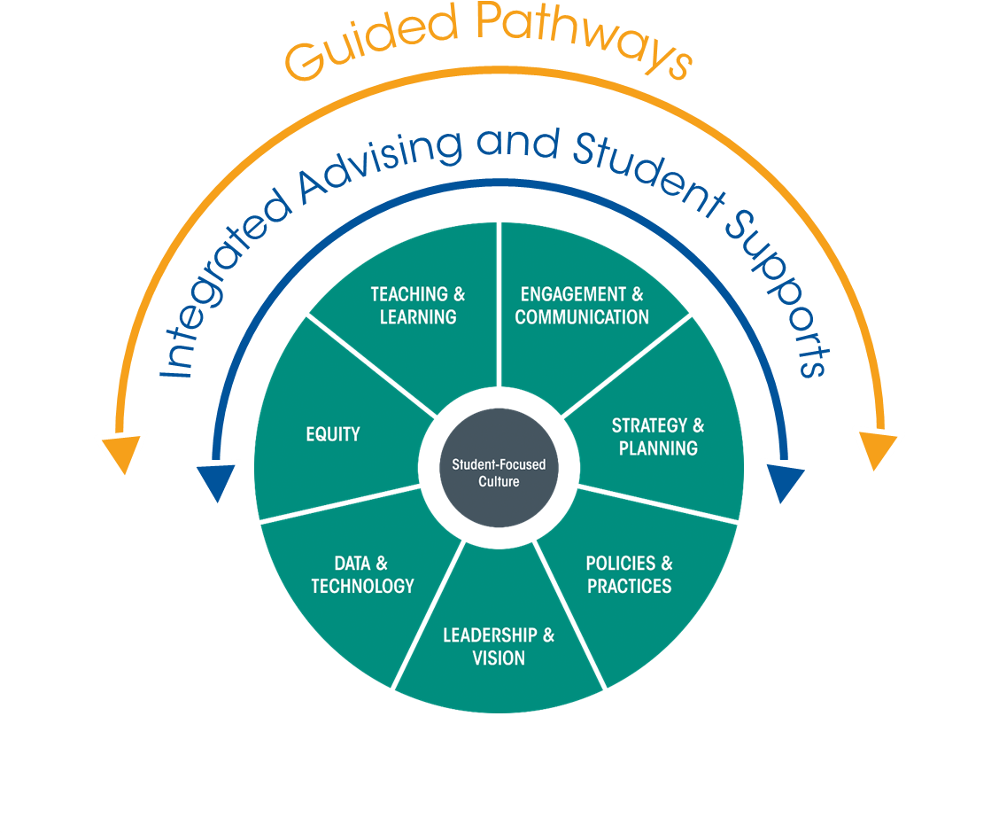 Guided Pathways
Integrated Advising and Student Supports
TEACHING &
LEARNING
ENGAGEMENT &
COMMUNICATION
EQUITY
STRATEGY &
PLANNING
Student-Focused
Culture
DATA &
TECHNOLOGY
POLICIES &
PRACTICES
LEADERSHIP &
VISION